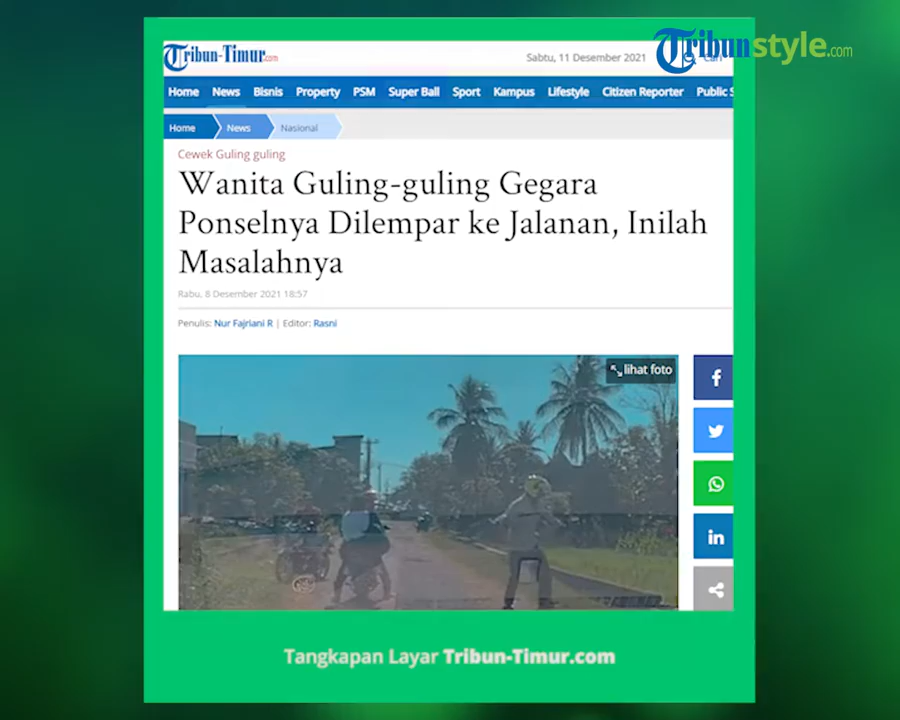 Tribun-Timur.com
Sabtu, 11 Desember 2021
Tribunstyle.com
Cari
Home News Bisnis Property PSM Super Ball Sport Kampus Lifestyle Citizen Reporter Public S
Home News Nasional
Cewek Guling guling
Wanita Guling-guling Gegara
Ponselnya Dilempar ke Jalanan, Inilah
Masalahnya
Rabu, 8 Desember 2021 18:57
Penulis: Nur Fajriani R | Editor: Rasni
lihat foto
Tangkapan Layar Tribun-Timur.com